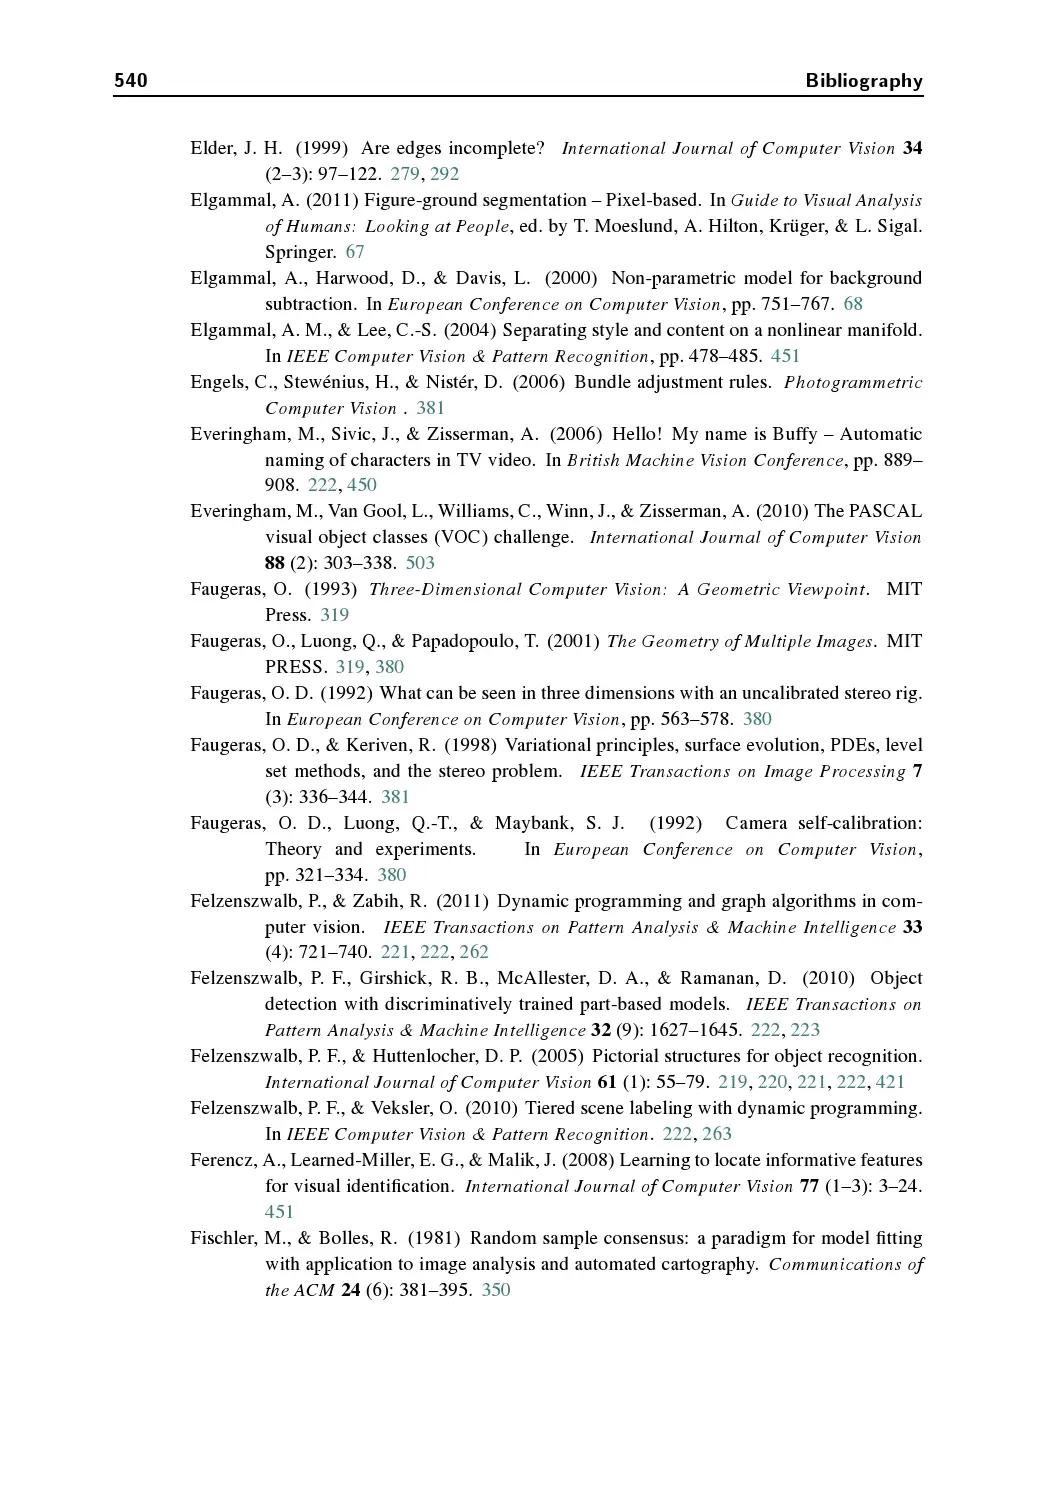 540 Bibliography
Elder, J. H. (1999) Are edges incomplete? International Journal of Computer Vision 34
(2–3): 97–122. 279, 292
Elgammal, A. (2011) Figure-ground segmentation – Pixel-based. In Guide to Visual Analysis
of Humans: Looking at People, ed. by T. Moeslund, A. Hilton, Krüger, & L. Sigal.
Springer. 67
Elgammal, A., Harwood, D., & Davis, L. (2000) Non-parametric model for background
subtraction. In European Conference on Computer Vision, pp. 751–767. 68
Elgammal, A. M., & Lee, C.-S. (2004) Separating style and content on a nonlinear manifold.
In IEEE Computer Vision & Pattern Recognition, pp. 478–485. 451
Engels, C., Stewénius, H., & Nistér, D. (2006) Bundle adjustment rules. Photogrammetric
Computer Vision . 381
Everingham, M., Sivic, J., & Zisserman, A. (2006) Hello! My name is Buffy – Automatic
naming of characters in TV video. In British Machine Vision Conference, pp. 889–
908. 222, 450
Everingham, M., Van Gool, L., Williams, C., Winn, J., & Zisserman, A. (2010) The PASCAL
visual object classes (VOC) challenge. International Journal of Computer Vision
88 (2): 303–338. 503
Faugeras, O. (1993) Three-Dimensional Computer Vision: A Geometric Viewpoint. MIT
Press. 319
Faugeras, O., Luong, Q., & Papadopoulo, T. (2001) The Geometry of Multiple Images. MIT
PRESS. 319, 380
Faugeras, O. D. (1992) What can be seen in three dimensions with an uncalibrated stereo rig.
In European Conference on Computer Vision, pp. 563–578. 380
Faugeras, O. D., & Keriven, R. (1998) Variational principles, surface evolution, PDEs, level
set methods, and the stereo problem. IEEE Transactions on Image Processing 7
(3): 336–344. 381
Faugeras, O. D., Luong, Q.-T., & Maybank, S. J. (1992) Camera self-calibration:
Theory and experiments. In European Conference on Computer Vision,
pp. 321–334. 380
Felzenszwalb, P., & Zabih, R. (2011) Dynamic programming and graph algorithms in com-
puter vision. IEEE Transactions on Pattern Analysis & Machine Intelligence 33
(4): 721–740. 221, 222, 262
Felzenszwalb, P. F., Girshick, R. B., McAllester, D. A., & Ramanan, D. (2010) Object
detection with discriminatively trained part-based models. IEEE Transactions on
Pattern Analysis & Machine Intelligence 32 (9): 1627–1645. 222, 223
Felzenszwalb, P. F., & Huttenlocher, D. P. (2005) Pictorial structures for object recognition.
International Journal of Computer Vision 61 (1): 55–79. 219, 220, 221, 222, 421
Felzenszwalb, P. F., & Veksler, O. (2010) Tiered scene labeling with dynamic programming.
In IEEE Computer Vision & Pattern Recognition. 222, 263
Ferencz, A., Learned-Miller, E. G., & Malik, J. (2008) Learning to locate informative features
for visual identification. International Journal of Computer Vision 77 (1–3): 3–24.
451
Fischler, M., & Bolles, R. (1981) Random sample consensus: a paradigm for model fitting
with application to image analysis and automated cartography. Communications of
the ACM 24 (6): 381–395. 350